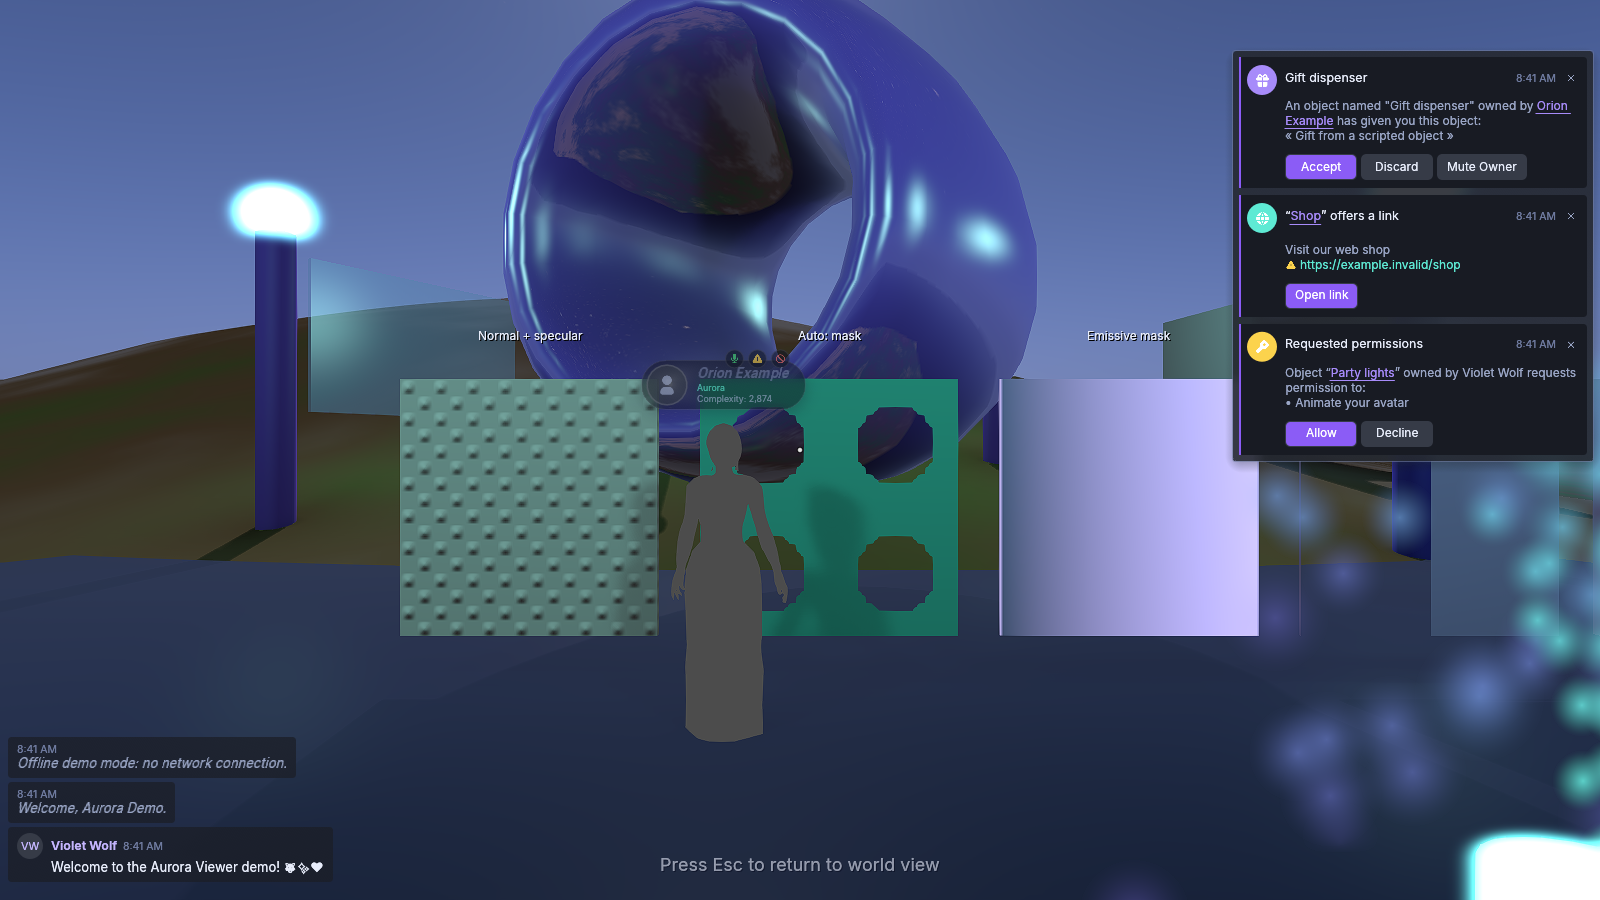 Gift dispenser 8:41 AM
An object named "Gift dispenser" owned by Orion
Example has given you this object:
« Gift from a scripted object »
Accept Discard Mute Owner
“Shop” offers a link 8:41 AM
Visit our web shop
https://example.invalid/shop
Open link
Requested permissions 8:41 AM
Object “Party lights” owned by Violet Wolf requests
permission to:
• Animate your avatar
Allow Decline
Normal + specular
Auto: mask
Emissive mask
Orion Example
Aurora
Complexity: 2,874
8:41 AM
Offline demo mode: no network connection.
8:41 AM
Welcome, Aurora Demo.
VW Violet Wolf 8:41 AM
Welcome to the Aurora Viewer demo!
Press Esc to return to world view